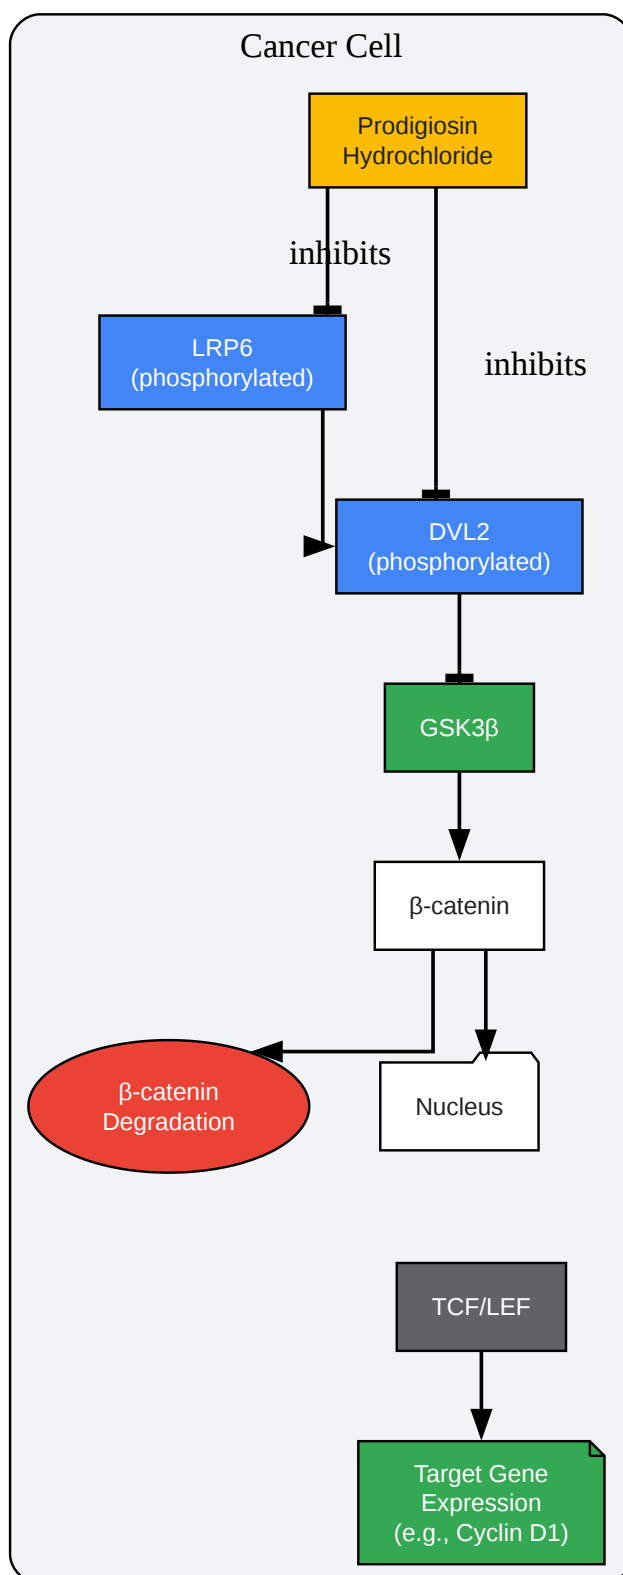 Cancer Cell
Prodigiosin
Hydrochloride
inhibits
LRP6
(phosphorylated)
inhibits
DVL2
(phosphorylated)
GSK3β
β-catenin
β-catenin
Degradation
Nucleus
TCF/LEF
Target Gene
Expression
(e.g., Cyclin D1)